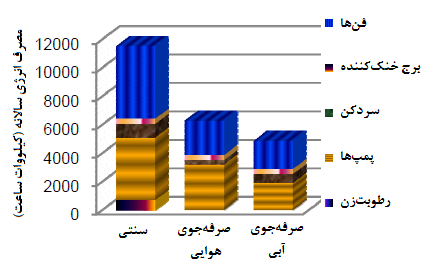 فن‌ها
برج خنک‌کننده
سردکن
پمپ‌ها
رطوبت‌زن
مصرف انرژی سالانه (کیلووات ساعت)
12000
10000
8000
6000
4000
2000
0
سنتی
صرفه‌جوی
هوایی
صرفه‌جوی
آبی